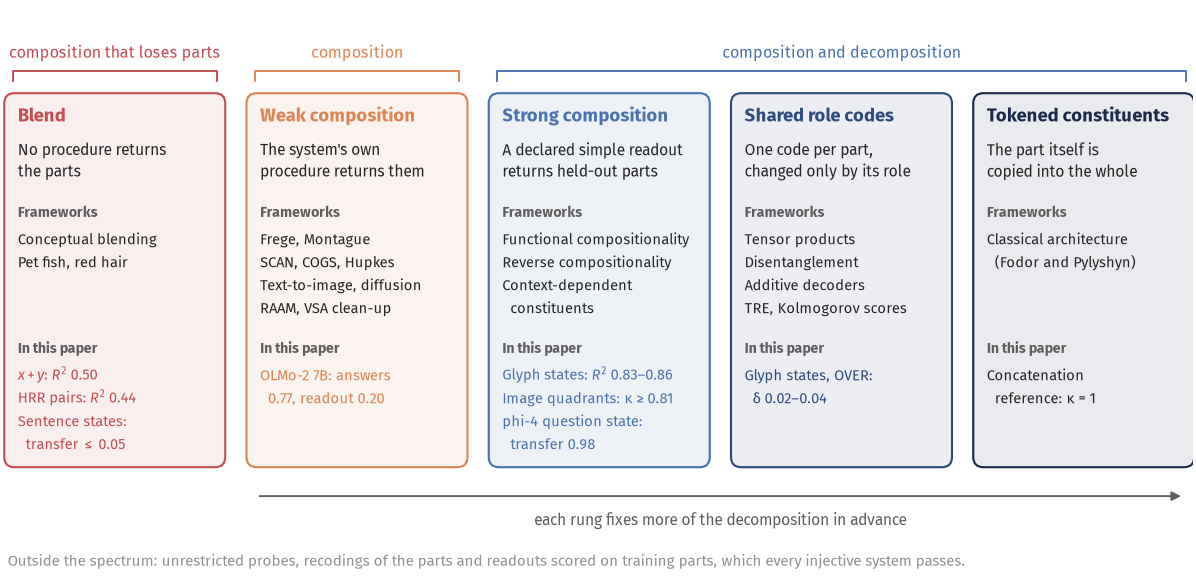 composition that loses parts
composition
composition and decomposition
Blend
No procedure returns
the parts
Frameworks
Conceptual blending
Pet fish, red hair
In this paper
x + y: R² 0.50
HRR pairs: R² 0.44
Sentence states:
transfer ≤ 0.05
Weak composition
The system's own
procedure returns them
Frameworks
Frege, Montague
SCAN, COGS, Hupkes
Text-to-image, diffusion
RAAM, VSA clean-up
In this paper
OLMo-2 7B: answers
0.77, readout 0.20
Strong composition
A declared simple readout
returns held-out parts
Frameworks
Functional compositionality
Reverse compositionality
Context-dependent
constituents
In this paper
Glyph states: R² 0.83–0.86
Image quadrants: κ ≥ 0.81
phi-4 question state:
transfer 0.98
Shared role codes
One code per part,
changed only by its role
Frameworks
Tensor products
Disentanglement
Additive decoders
TRE, Kolmogorov scores
In this paper
Glyph states, OVER:
δ 0.02–0.04
Tokened constituents
The part itself is
copied into the whole
Frameworks
Classical architecture
(Fodor and Pylyshyn)
In this paper
Concatenation
reference: κ = 1
each rung fixes more of the decomposition in advance
Outside the spectrum: unrestricted probes, recodings of the parts and readouts scored on training parts, which every injective system passes.